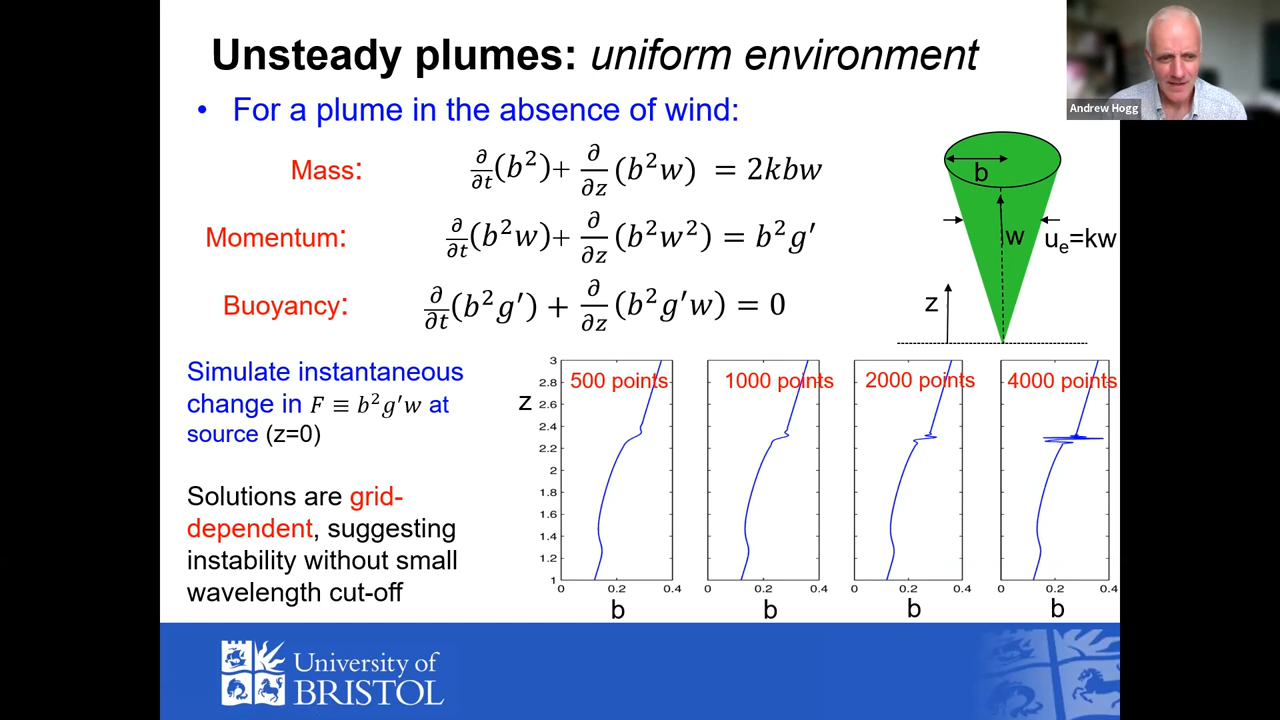 Unsteady plumes: uniform environment
Andrew Hogg
• For a plume in the absence of wind:
Mass: ∂/∂t(b²)+ ∂/∂z(b²w) = 2kbw
Momentum: ∂/∂t(b²w)+ ∂/∂z(b²w²) = b²g′
Buoyancy: ∂/∂t(b²g′) + ∂/∂z(b²g′w) = 0
b
w
uₑ=kw
z
Simulate instantaneous
change in F ≡ b²g′w at
source (z=0)
Solutions are grid-
dependent, suggesting
instability without small
wavelength cut-off
z
3
2.8
2.6
2.4
2.2
2
1.8
1.6
1.4
1.2
1
500 points
0 0.2 0.4
b
1000 points
0 0.2 0.4
b
2000 points
0 0.2 0.4
b
4000 points
0 0.2 0.4
b
University of
BRISTOL